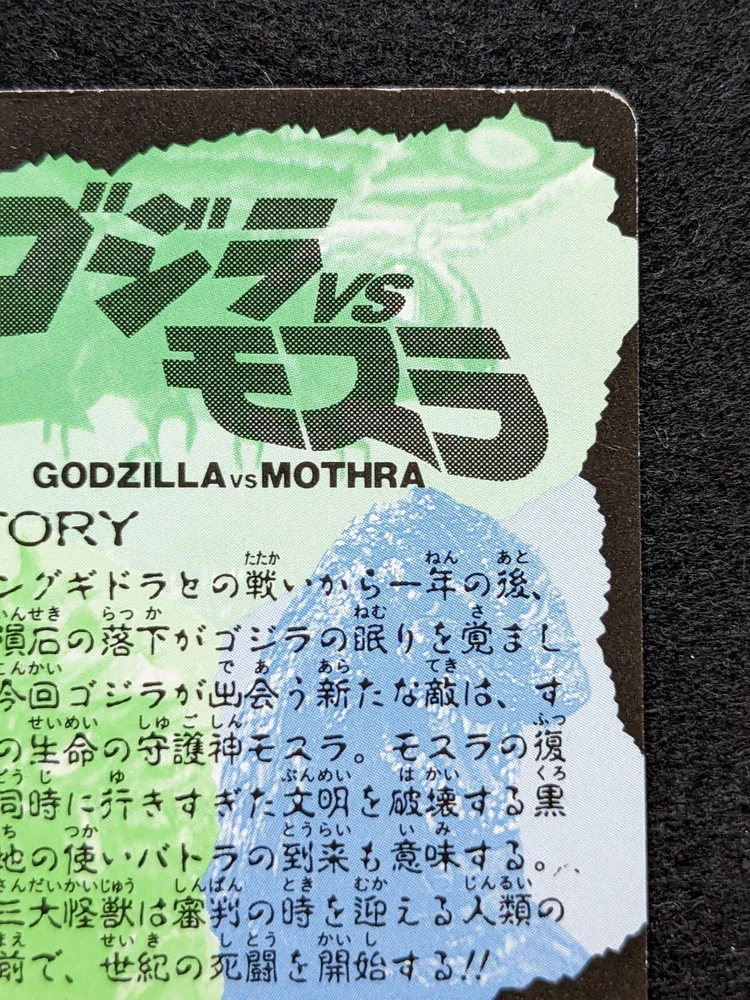 ゴジラVS
モスラ
GODZILLA VS MOTHRA
TORY
ングギドラとの戦いから一年の後、
隕石の落下がゴジラの眠りを覚まし
今回ゴジラが出会う新たな敵は、す
の生命の守護神モスラ。モスラの復
同時に行きすぎた文明を破壊する黒
地の使いバトラの到来も意味する。
三大怪獣は審判の時を迎える人類の
前で、世紀の死闘を開始する!!